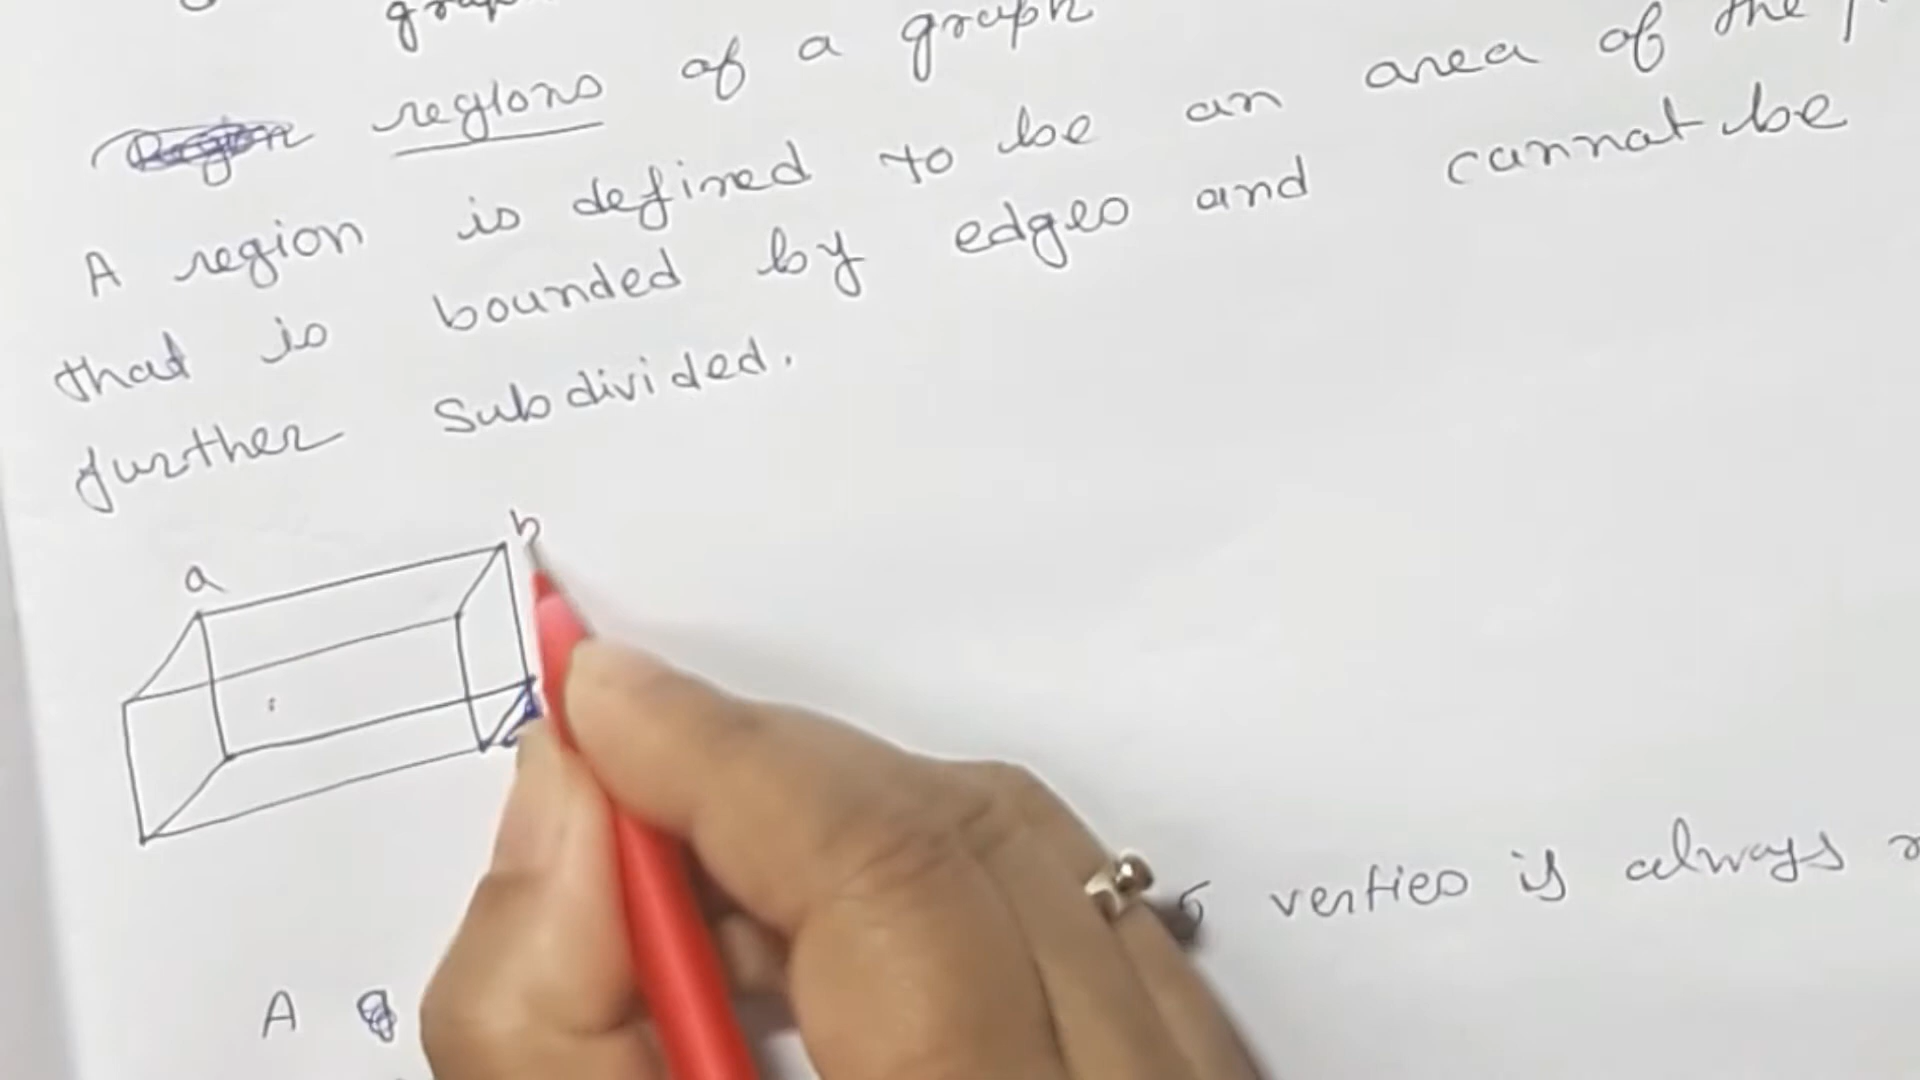 regions of a graph
A region is defined to be an area of the
that is bounded by edges and cannot be
further Subdivided.
a
b
verties is always
A